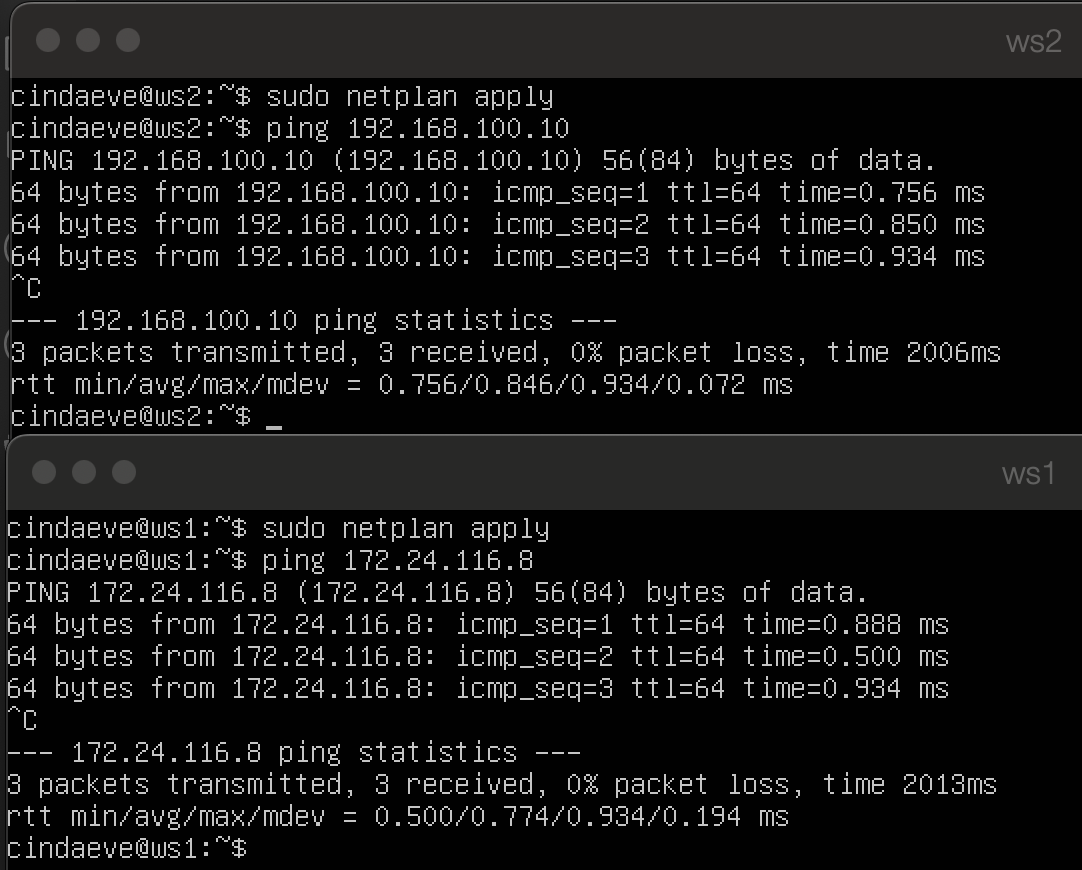 ws2
cindaeve@ws2:~$ sudo netplan apply
cindaeve@ws2:~$ ping 192.168.100.10
PING 192.168.100.10 (192.168.100.10) 56(84) bytes of data.
64 bytes from 192.168.100.10: icmp_seq=1 ttl=64 time=0.756 ms
64 bytes from 192.168.100.10: icmp_seq=2 ttl=64 time=0.850 ms
64 bytes from 192.168.100.10: icmp_seq=3 ttl=64 time=0.934 ms
^C
--- 192.168.100.10 ping statistics ---
3 packets transmitted, 3 received, 0% packet loss, time 2006ms
rtt min/avg/max/mdev = 0.756/0.846/0.934/0.072 ms
cindaeve@ws2:~$ _
ws1
cindaeve@ws1:~$ sudo netplan apply
cindaeve@ws1:~$ ping 172.24.116.8
PING 172.24.116.8 (172.24.116.8) 56(84) bytes of data.
64 bytes from 172.24.116.8: icmp_seq=1 ttl=64 time=0.888 ms
64 bytes from 172.24.116.8: icmp_seq=2 ttl=64 time=0.500 ms
64 bytes from 172.24.116.8: icmp_seq=3 ttl=64 time=0.934 ms
^C
--- 172.24.116.8 ping statistics ---
3 packets transmitted, 3 received, 0% packet loss, time 2013ms
rtt min/avg/max/mdev = 0.500/0.774/0.934/0.194 ms
cindaeve@ws1:~$